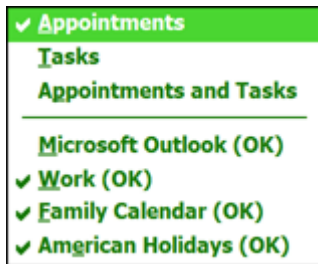 Appointments
Tasks
Appointments and Tasks
Microsoft Outlook (OK)
Work (OK)
Family Calendar (OK)
American Holidays (OK)